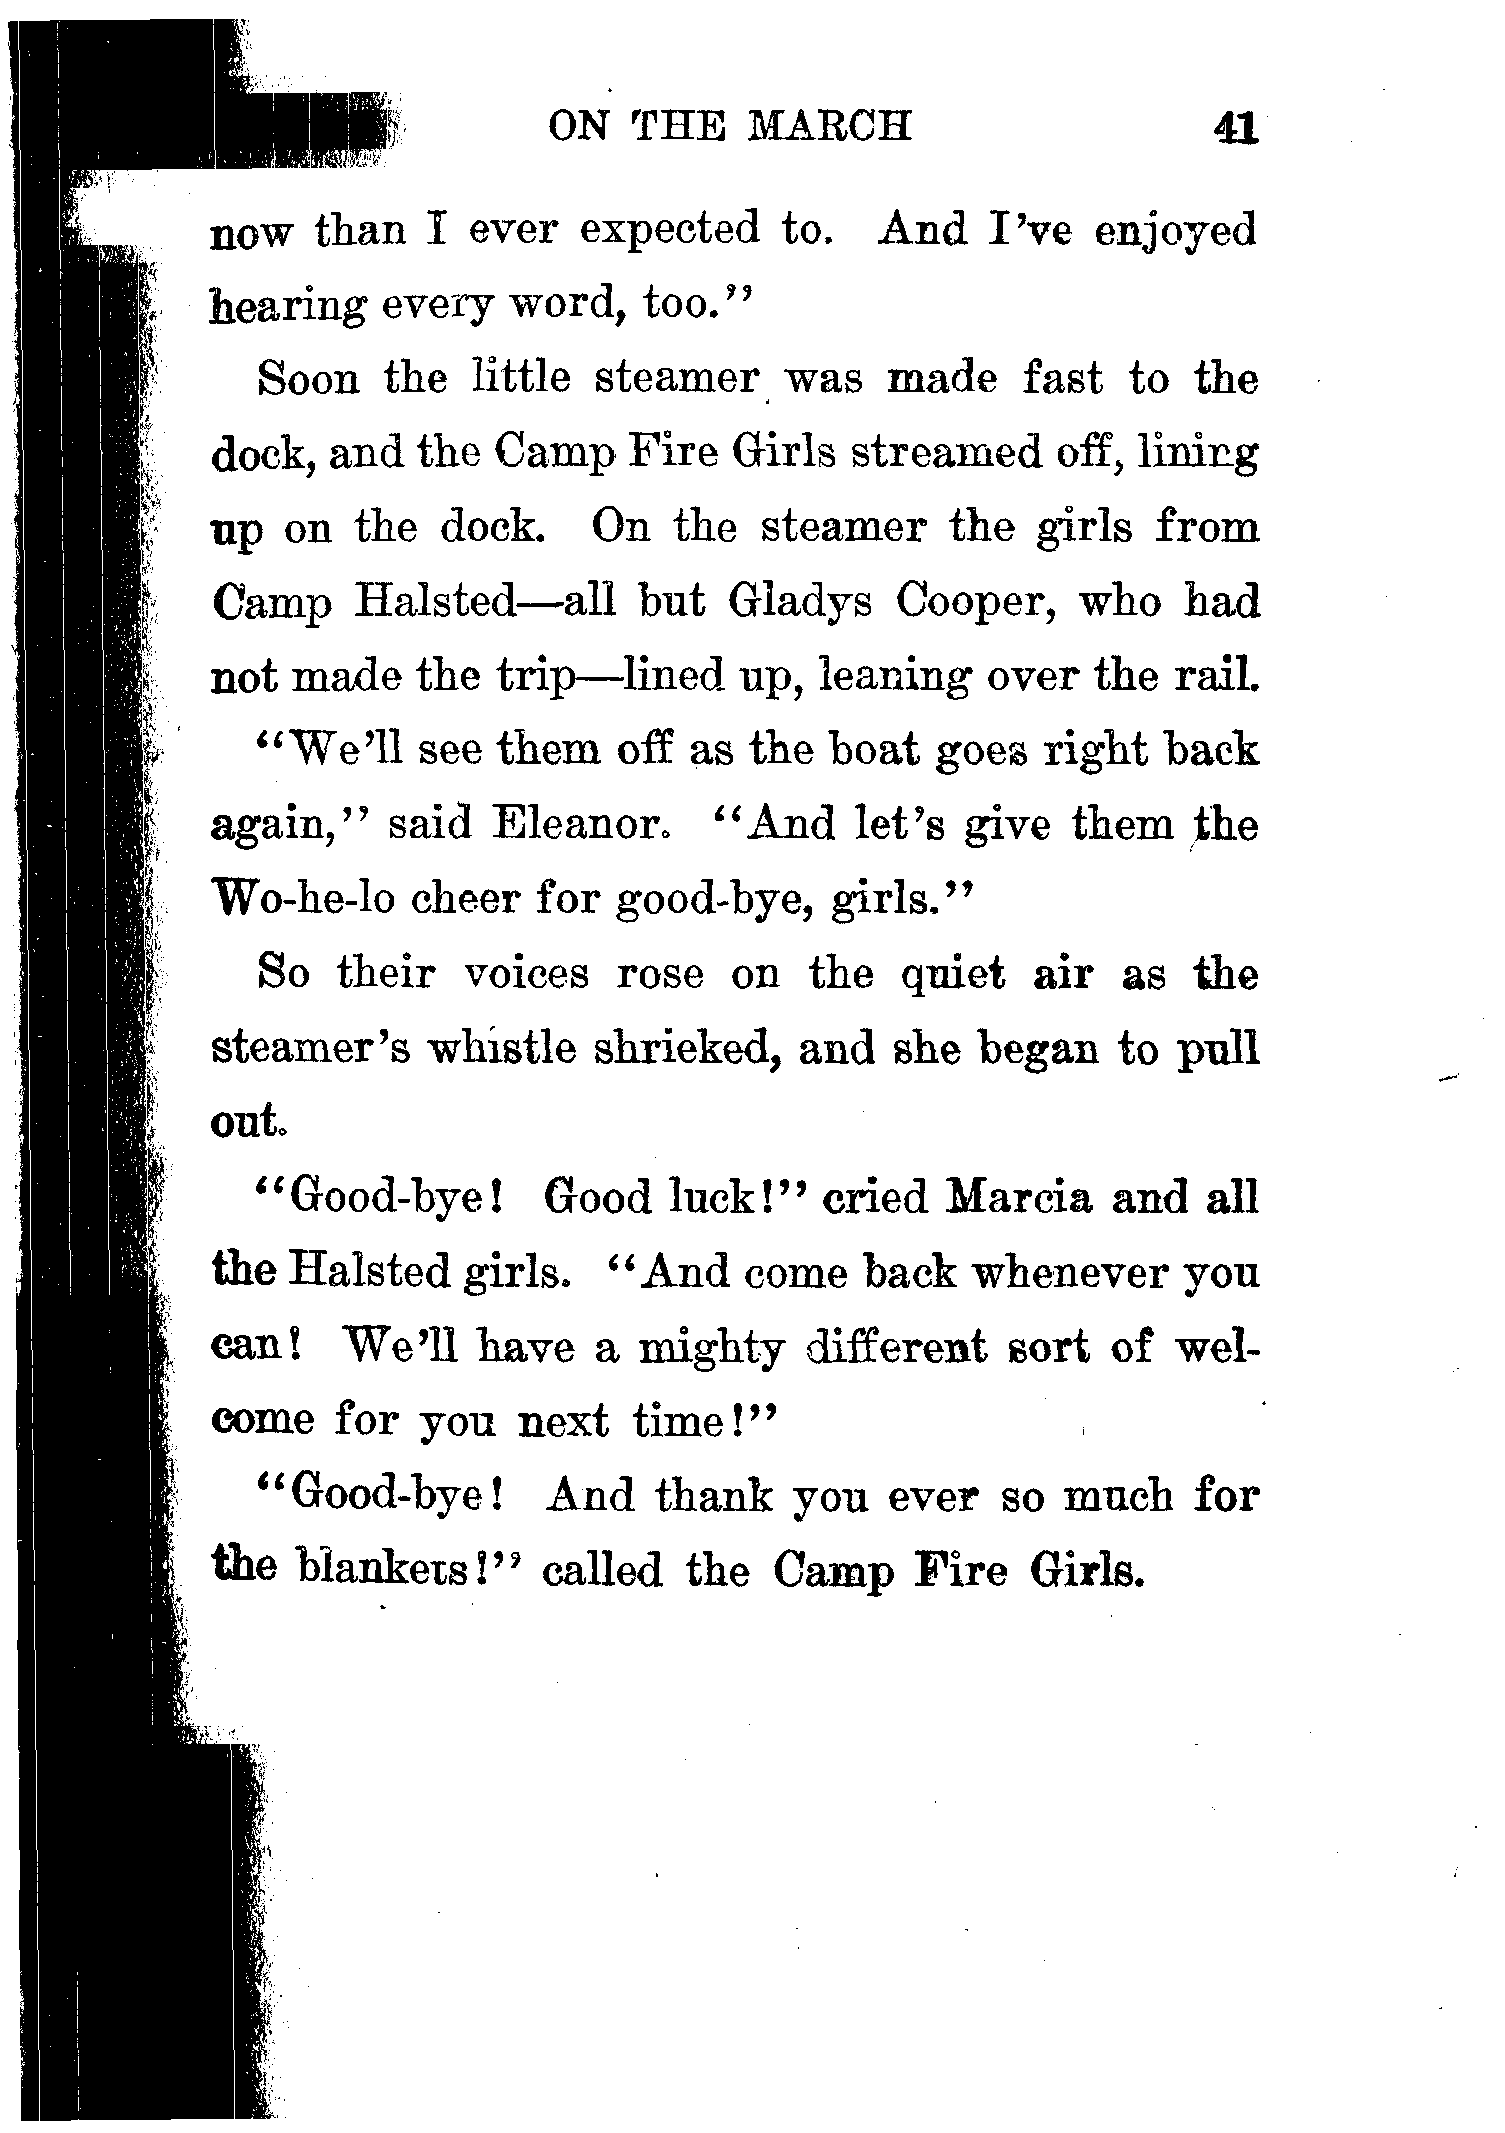 ON THE MARCH 41
now than I ever expected to. And I've enjoyed
hearing every word, too."
Soon the little steamer was made fast to the
dock, and the Camp Fire Girls streamed off, lining
up on the dock. On the steamer the girls from
Camp Halsted—all but Gladys Cooper, who had
not made the trip—lined up, leaning over the rail.
"We'll see them off as the boat goes right back
again," said Eleanor. "And let's give them the
Wo-he-lo cheer for good-bye, girls."
So their voices rose on the quiet air as the
steamer's whistle shrieked, and she began to pull
out.
"Good-bye! Good luck!" cried Marcia and all
the Halsted girls. "And come back whenever you
can! We'll have a mighty different sort of wel-
come for you next time!"
"Good-bye! And thank you ever so much for
the blankets!" called the Camp Fire Girls.